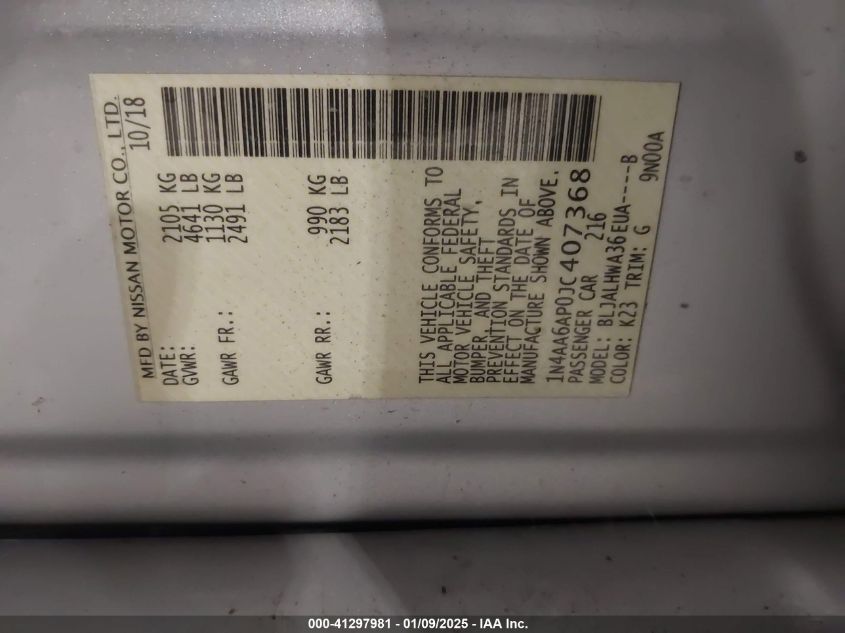 MFD BY NISSAN MOTOR CO., LTD.
10/18
DATE:
GVWR: 2105 KG
4641 LB
GAWR FR.: 1130 KG
2491 LB
GAWR RR.: 990 KG
2183 LB
THIS VEHICLE CONFORMS TO
ALL APPLICABLE FEDERAL
MOTOR VEHICLE SAFETY,
BUMPER, AND THEFT
PREVENTION STANDARDS IN
EFFECT ON THE DATE OF
MANUFACTURE SHOWN ABOVE.
1N4AA6AP0JC407368
PASSENGER CAR 216
MODEL: BLJALHWA36EUA----B
COLOR: K23 TRIM: G 9N00A
000-41297981 - 01/09/2025 - IAA Inc.